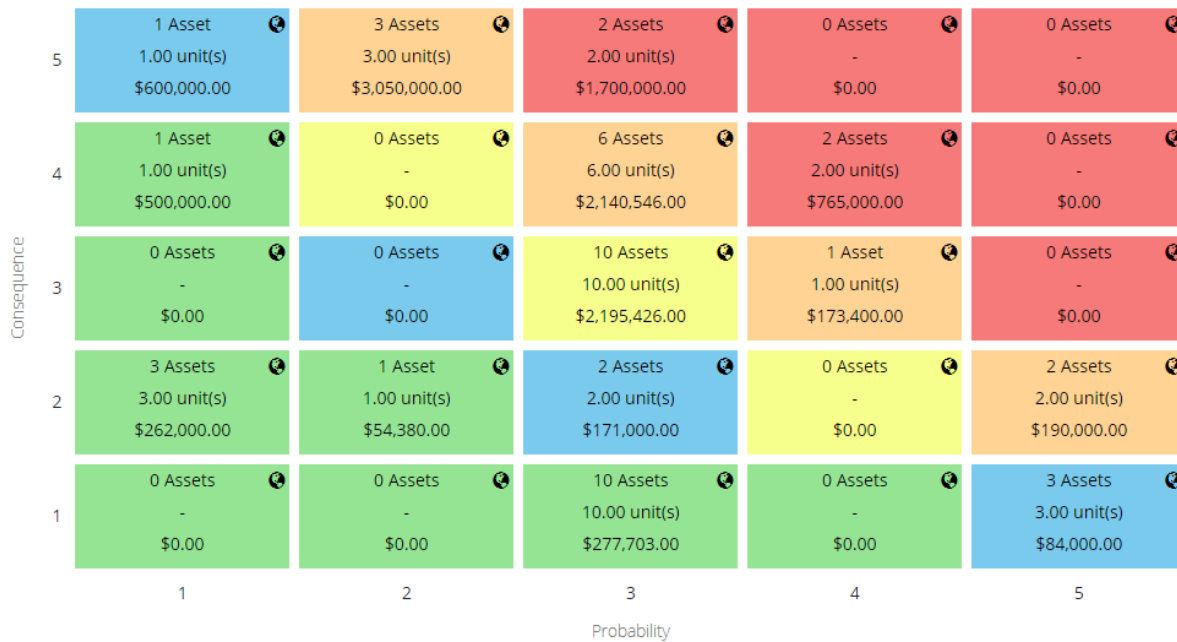 1 Asset
1.00 unit(s)
$600,000.00
3 Assets
3.00 unit(s)
$3,050,000.00
2 Assets
2.00 unit(s)
$1,700,000.00
0 Assets
-
$0.00
0 Assets
-
$0.00
5
1 Asset
1.00 unit(s)
$500,000.00
0 Assets
-
$0.00
6 Assets
6.00 unit(s)
$2,140,546.00
2 Assets
2.00 unit(s)
$765,000.00
0 Assets
-
$0.00
4
0 Assets
-
$0.00
0 Assets
-
$0.00
10 Assets
10.00 unit(s)
$2,195,426.00
1 Asset
1.00 unit(s)
$173,400.00
0 Assets
-
$0.00
3
Consequence
3 Assets
3.00 unit(s)
$262,000.00
1 Asset
1.00 unit(s)
$54,380.00
2 Assets
2.00 unit(s)
$171,000.00
0 Assets
-
$0.00
2 Assets
2.00 unit(s)
$190,000.00
2
0 Assets
-
$0.00
0 Assets
-
$0.00
10 Assets
10.00 unit(s)
$277,703.00
0 Assets
-
$0.00
3 Assets
3.00 unit(s)
$84,000.00
1
1 2 3 4 5
Probability